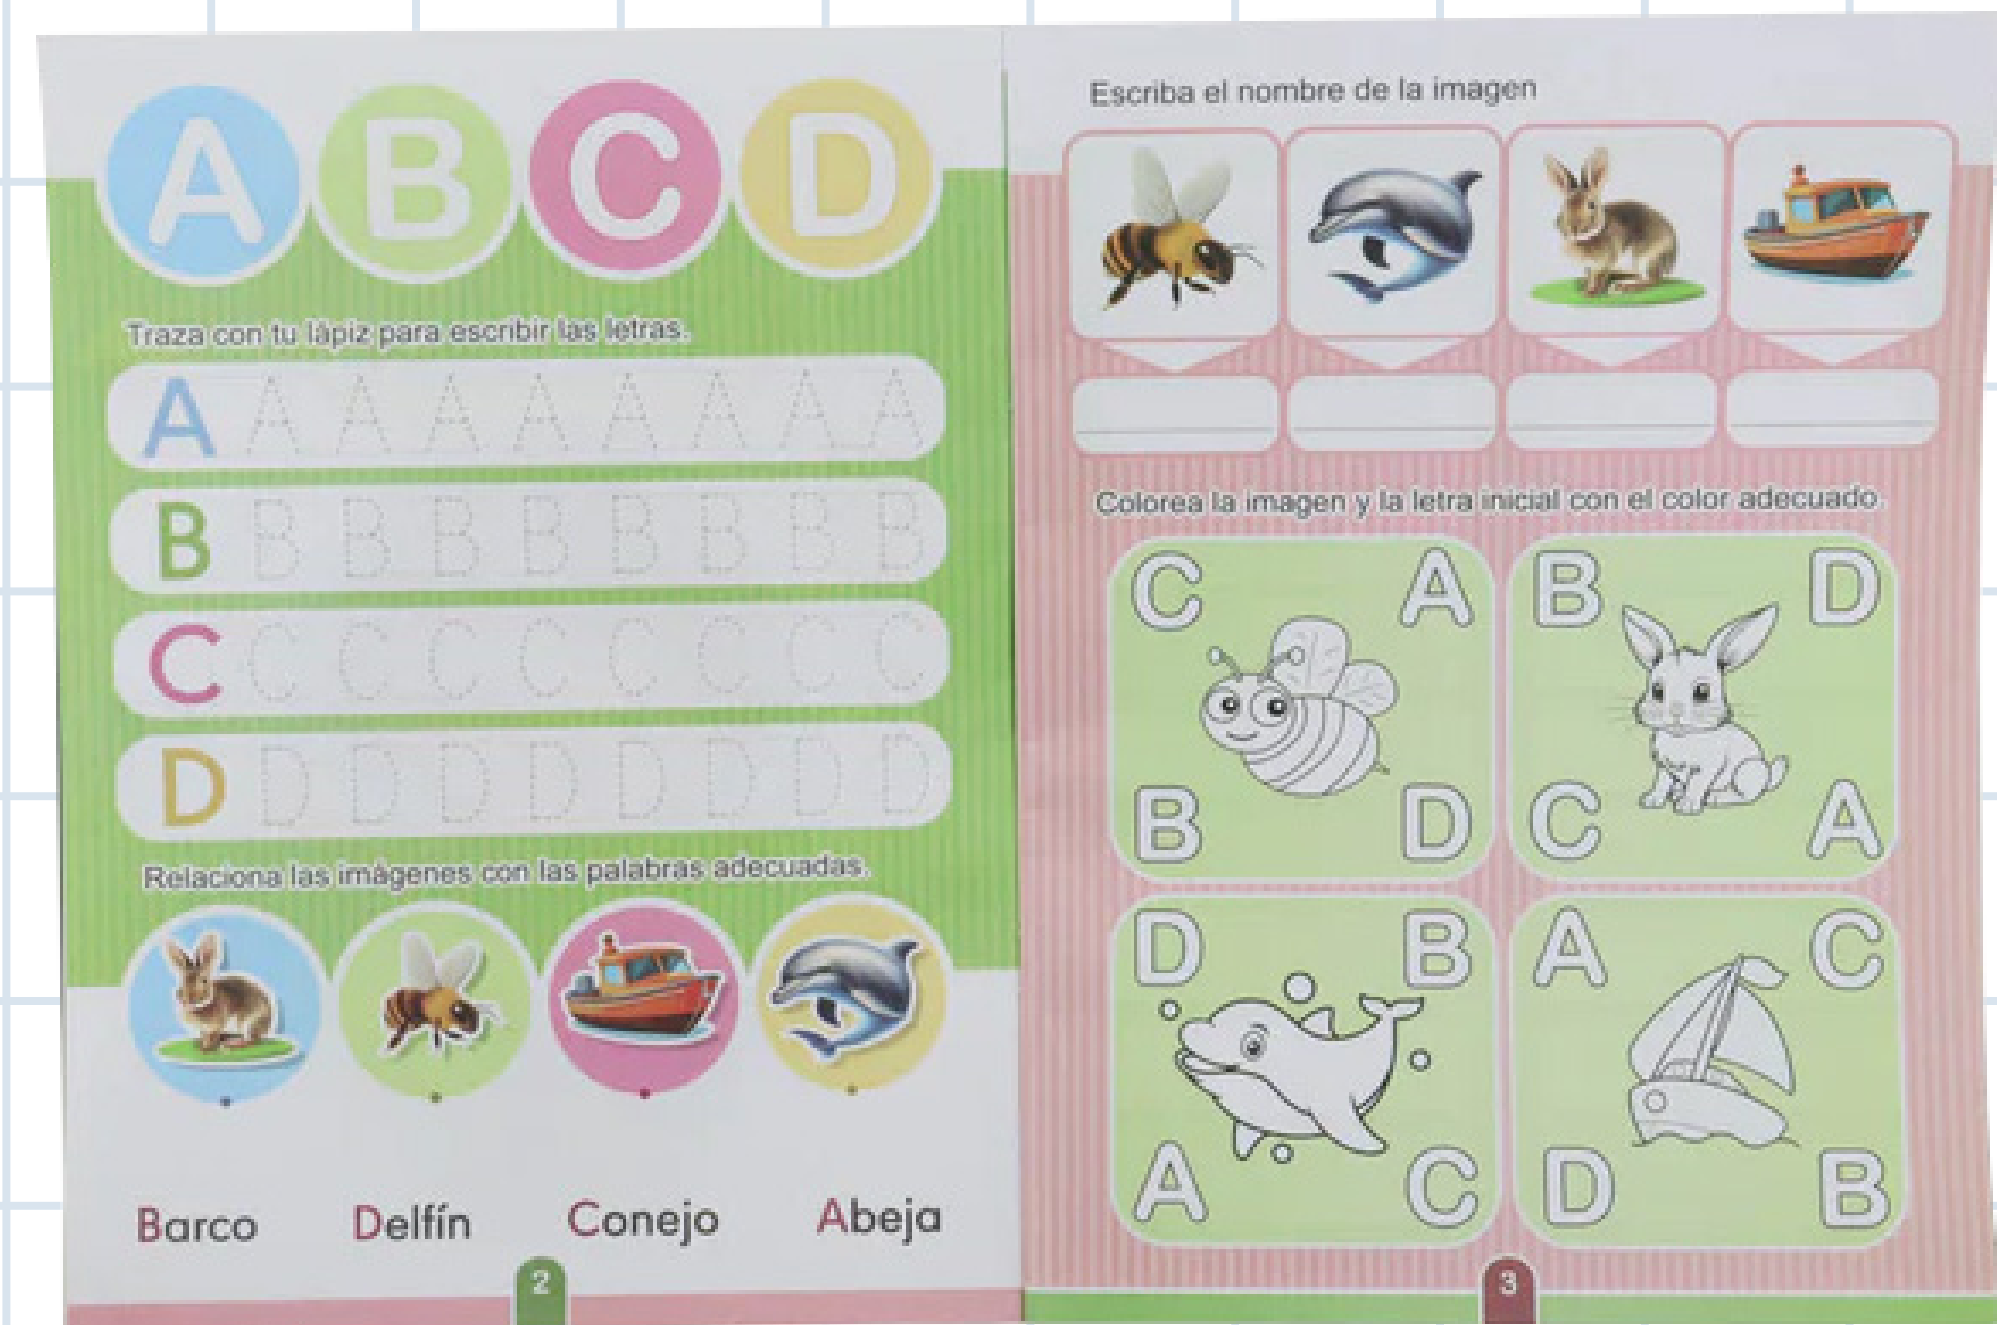 A B C D
Traza con tu lápiz para escribir las letras.
A A A A A A A A A
B B B B B B B B B
C C C C C C C C C
D D D D D D D D D
Relaciona las imágenes con las palabras adecuadas.
Barco Delfín Conejo Abeja
2
Escriba el nombre de la imagen
Colorea la imagen y la letra inicial con el color adecuado.
C A
B D
B D
C A
D B
A C
A C
D B
3